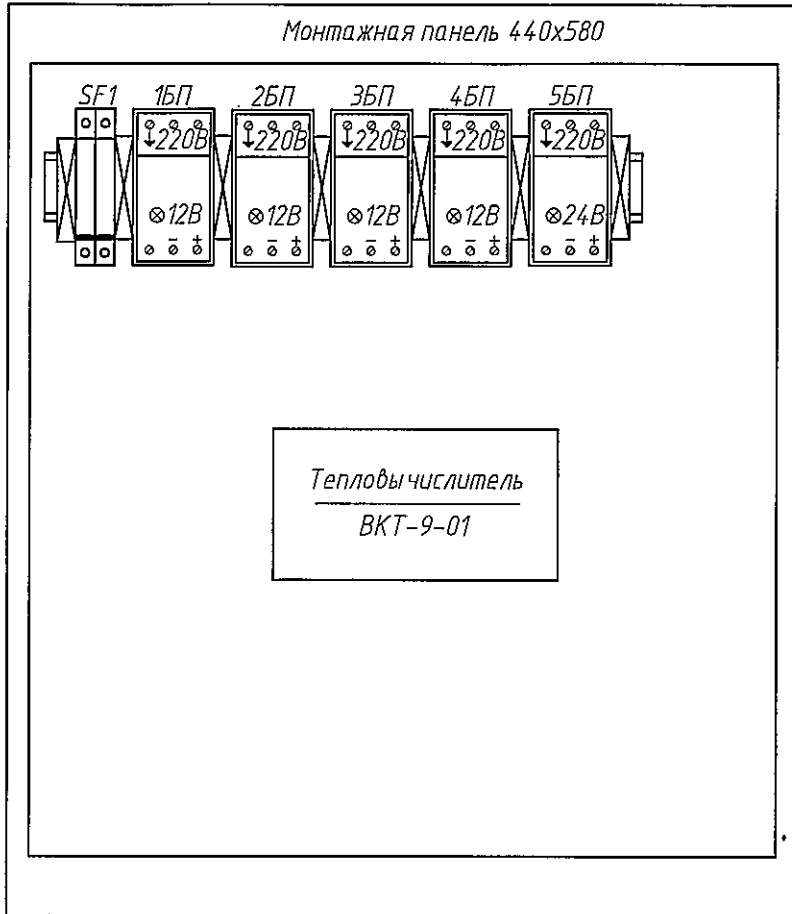 Монтажная панель 440х580
SF1 1БП 2БП 3БП 4БП 5БП
220В 220В 220В 220В 220В
12В 12В 12В 12В 24В
– + – + – + – + – +
Тепловычислитель
ВКТ-9-01